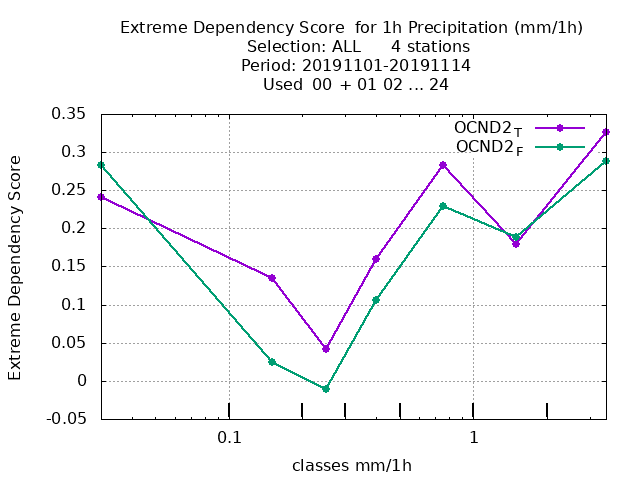 Extreme Dependency Score  for 1h Precipitation (mm/1h)
Selection: ALL      4 stations
Period: 20191101-20191114
Used  00  + 01 02 ... 24
OCND2T
OCND2F
0.35
0.3
0.25
0.2
0.15
0.1
0.05
0
-0.05
Extreme Dependency Score
0.1 1
classes mm/1h